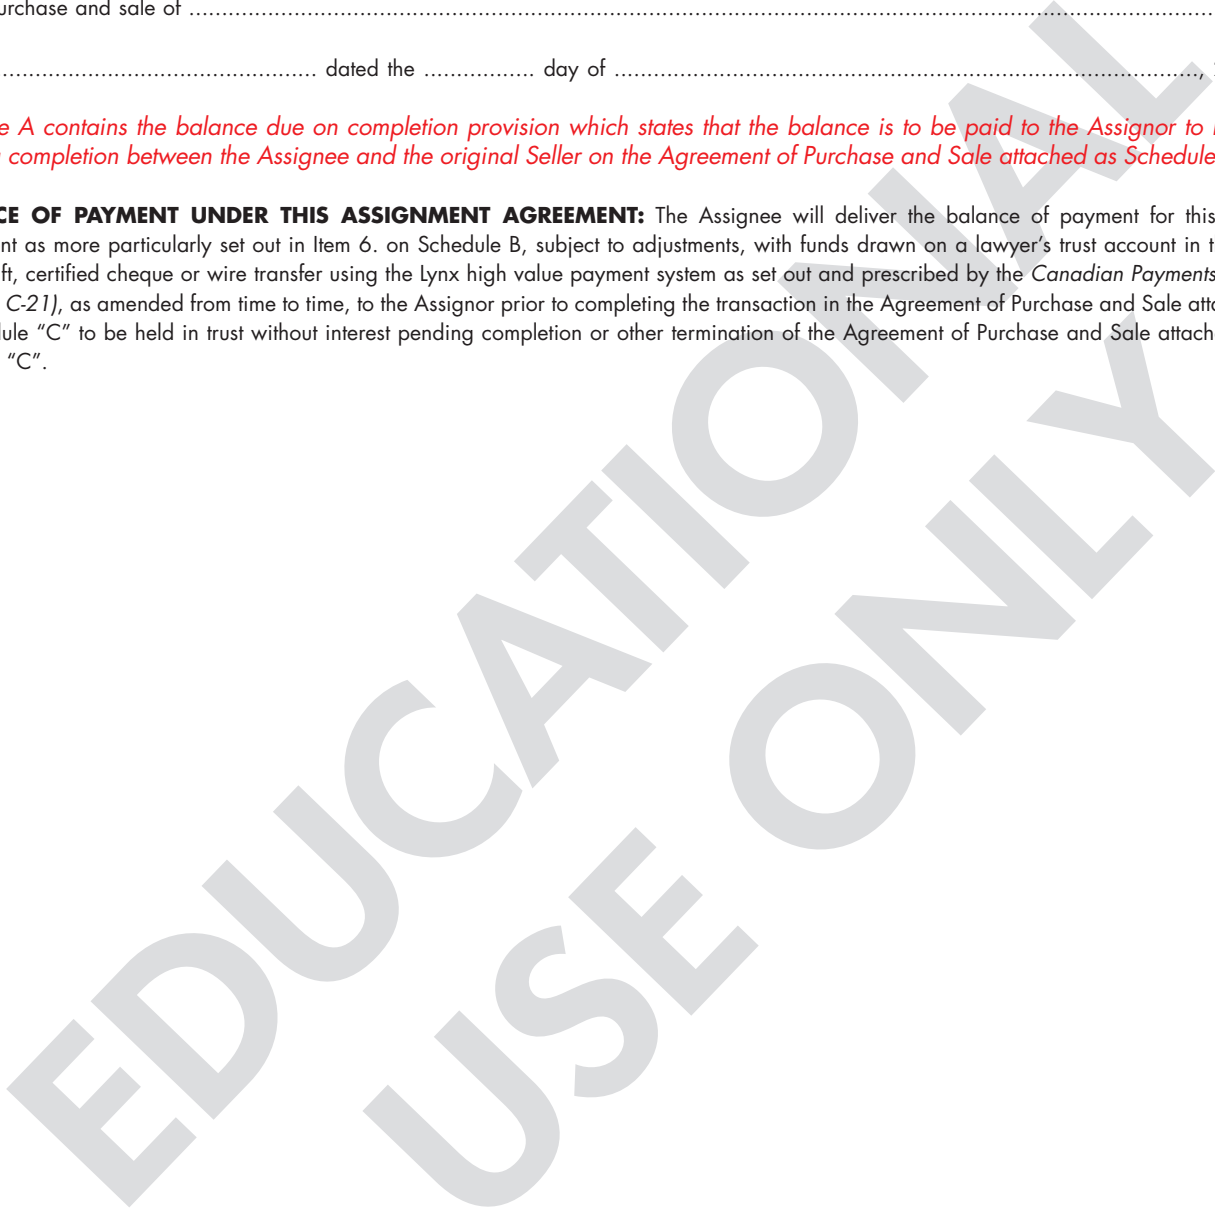 urchase and sale of ........................................................................................................................................................
................................................ dated the ................. day of .........................................................................................,
e A contains the balance due on completion provision which states that the balance is to be paid to the Assignor to
completion between the Assignee and the original Seller on the Agreement of Purchase and Sale attached as Schedule
CE OF PAYMENT UNDER THIS ASSIGNMENT AGREEMENT: The Assignee will deliver the balance of payment for this
nt as more particularly set out in Item 6. on Schedule B, subject to adjustments, with funds drawn on a lawyer’s trust account in t
ft, certified cheque or wire transfer using the Lynx high value payment system as set out and prescribed by the Canadian Payments
C-21), as amended from time to time, to the Assignor prior to completing the transaction in the Agreement of Purchase and Sale atta
dule “C” to be held in trust without interest pending completion or other termination of the Agreement of Purchase and Sale attach
“C”.
EDUCATIONAL
USE ONLY